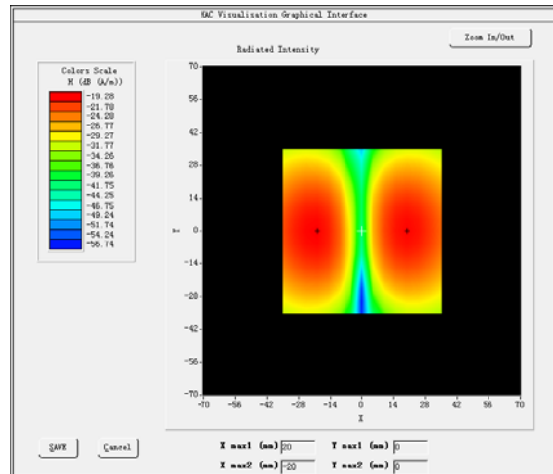 HAC Visualisation Graphical Interface
Zoom In/Out
Radiated Intensity
Colors Scale
H (dB (A/m))
-19.28
-21.78
-24.28
-26.77
-29.27
-31.77
-34.26
-36.76
-39.26
-41.75
-44.25
-46.75
-49.24
-51.74
-54.24
-56.74
70
56
42
28
14
0
-14
-28
-42
-56
-70
Y
-70 -56 -42 -28 -14 0 14 28 42 56 70
X
SAVE
Cancel
X max1 (mm) 20 Y max1 (mm) 0
X max2 (mm) -20 Y max2 (mm) 0